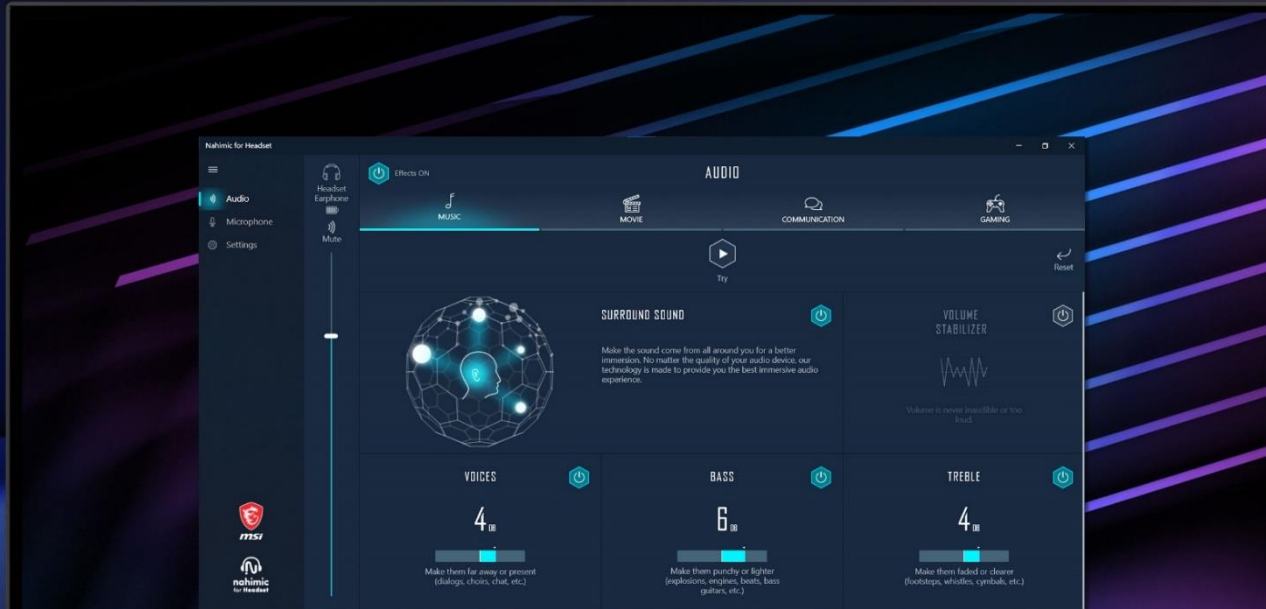 Nahimic for Headset
Audio
Microphone
Settings
msi
nahimic
for Headset
Headset
Earphone
Mute
Effects ON
AUDIO
MUSIC
MOVIE
COMMUNICATION
GAMING
Try
Reset
SURROUND SOUND
Make the sound come from all around you for a better
immersion. No matter the quality of your audio device, our
technology is made to provide you the best immersive audio
experience.
VOLUME
STABILIZER
Volume is never inaudible or too
loud.
VOICES
4 DB
Make them far away or present
(dialogs, choirs, chat, etc.)
BASS
6 DB
Make them punchy or lighter
(explosions, engines, beats, bass
guitars, etc.)
TREBLE
4 DB
Make them faded or clearer
(footsteps, whistles, cymbals, etc.)